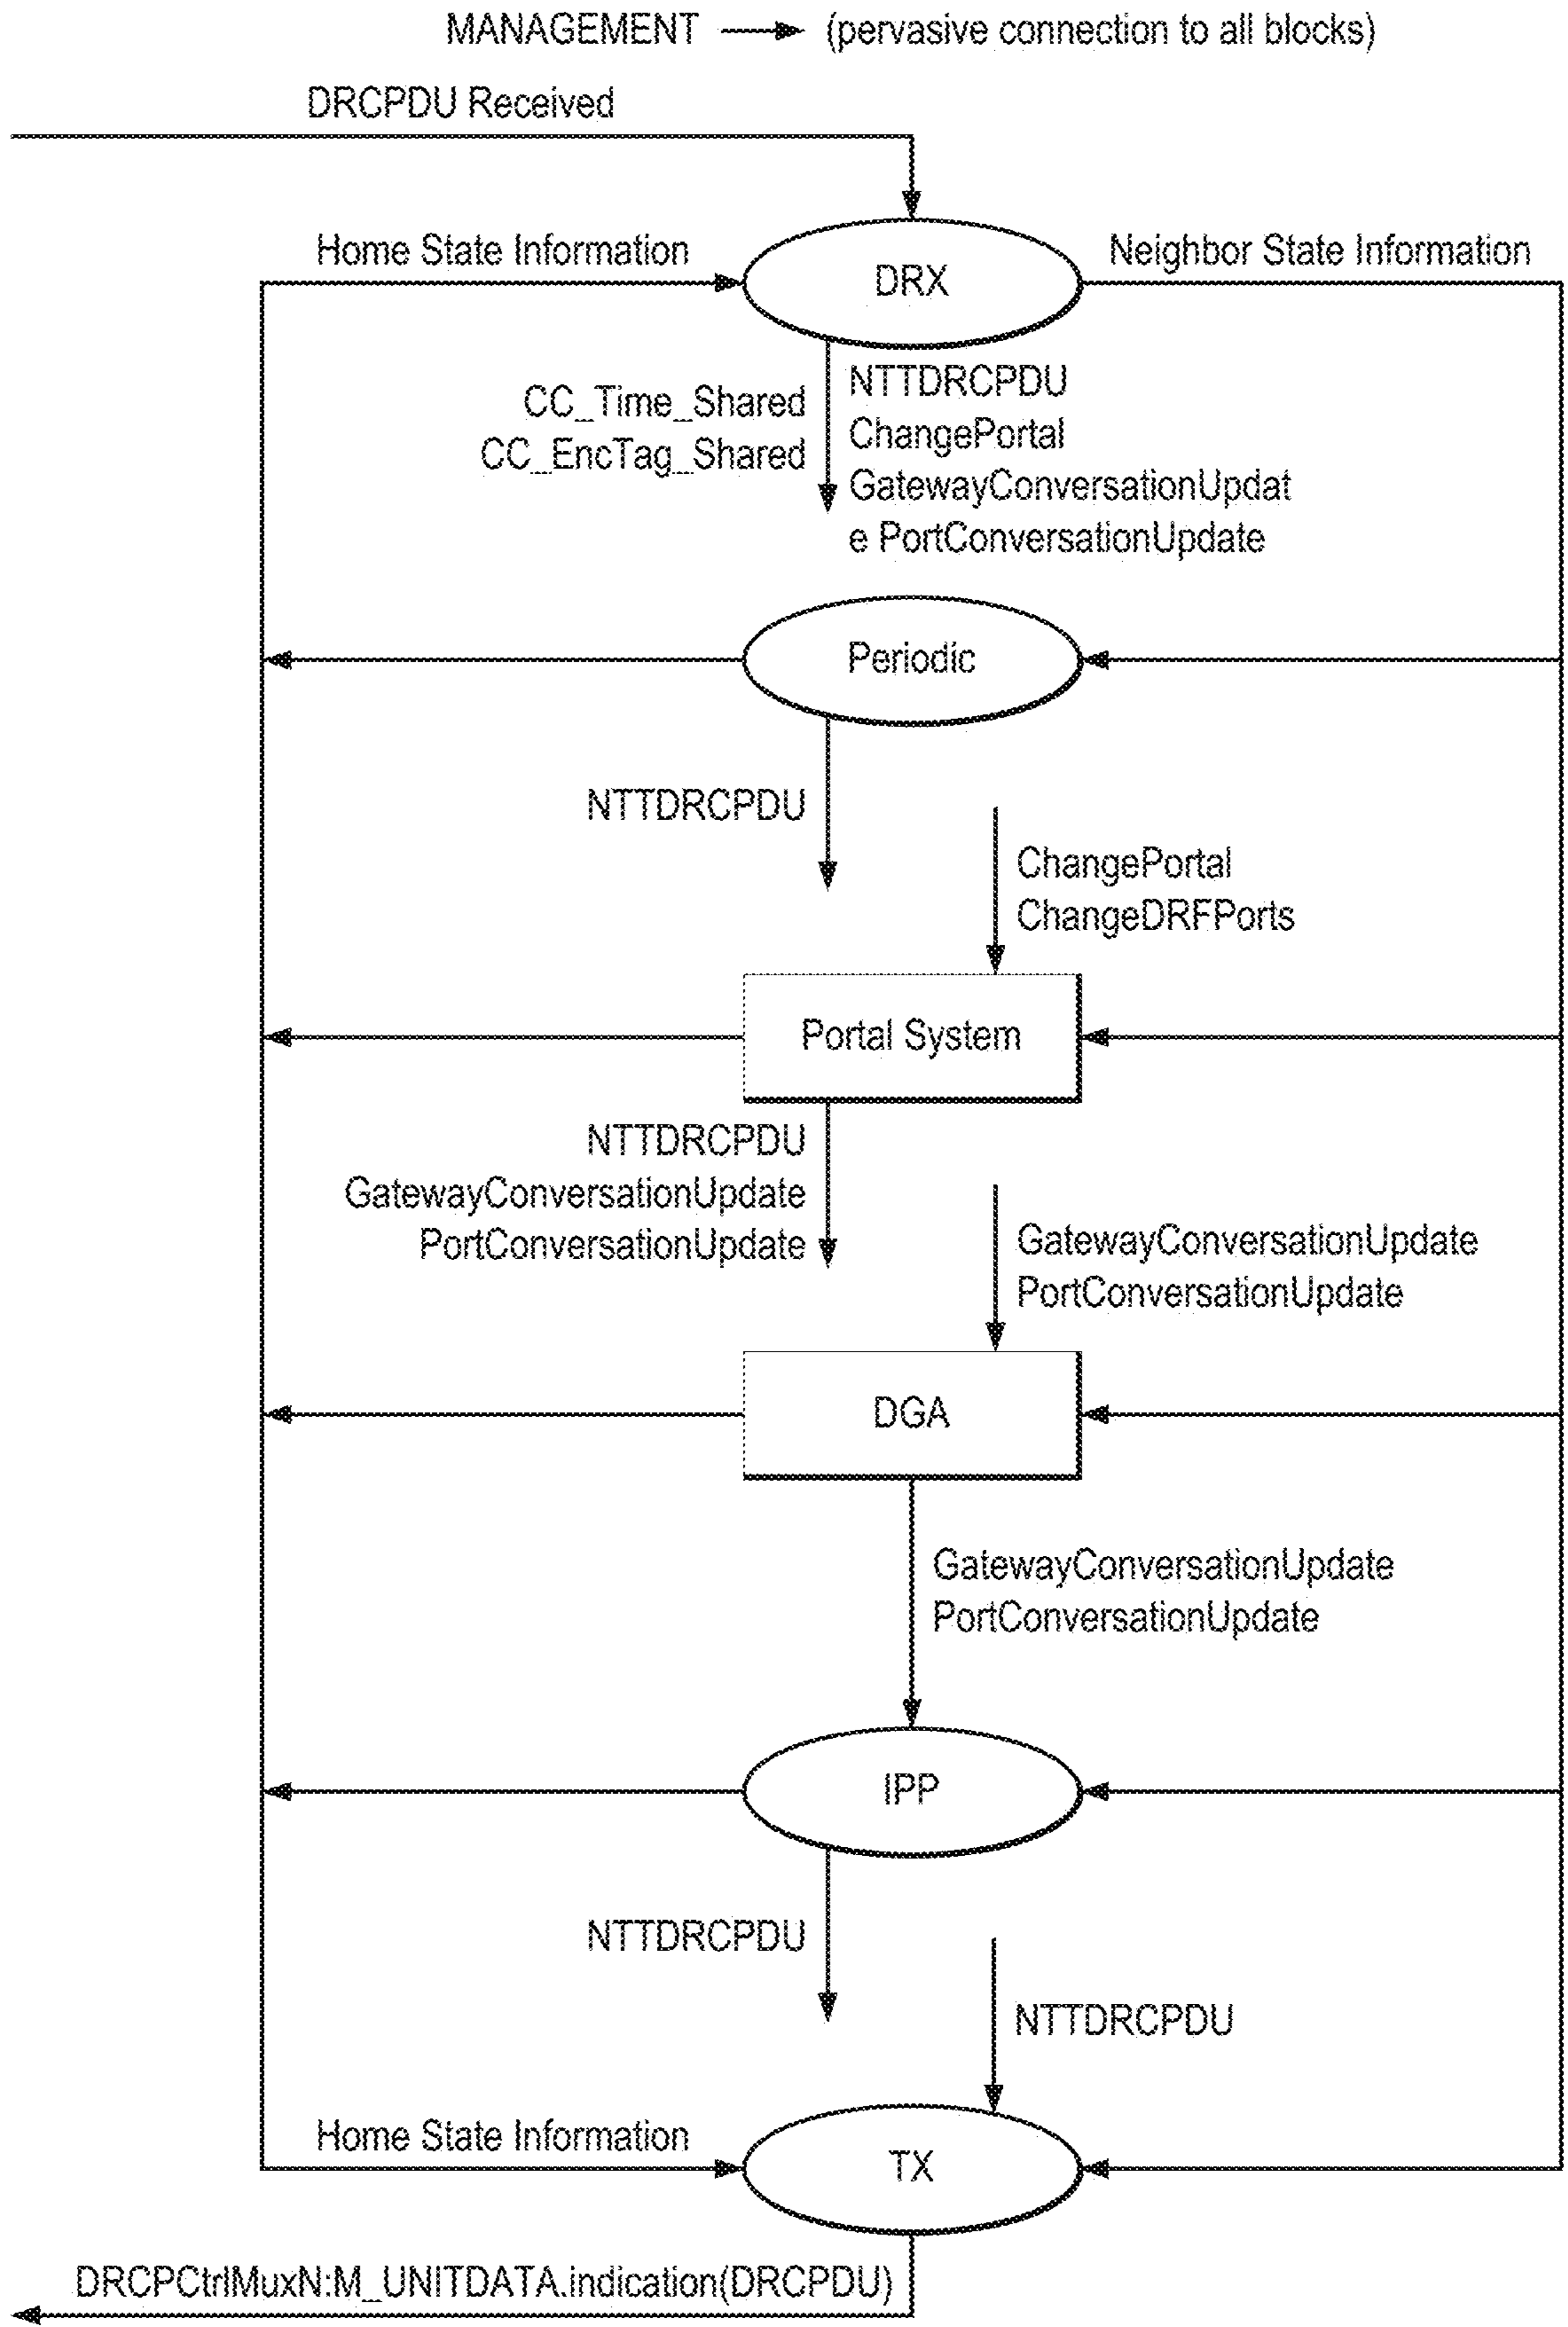 MANAGEMENT (pervasive connection to all blocks)
DRCPDU Received
Home State Information
DRX
Neighbor State Information
CC_Time_Shared
CC_EncTag_Shared
NTTDRCPDU
ChangePortal
GatewayConversationUpdat
e PortConversationUpdate
Periodic
NTTDRCPDU
ChangePortal
ChangeDRFPorts
Portal System
NTTDRCPDU
GatewayConversationUpdate
PortConversationUpdate
GatewayConversationUpdate
PortConversationUpdate
DGA
GatewayConversationUpdate
PortConversationUpdate
IPP
NTTDRCPDU
NTTDRCPDU
Home State Information
TX
DRCPCtrlMuxN:M_UNITDATA.indication(DRCPDU)